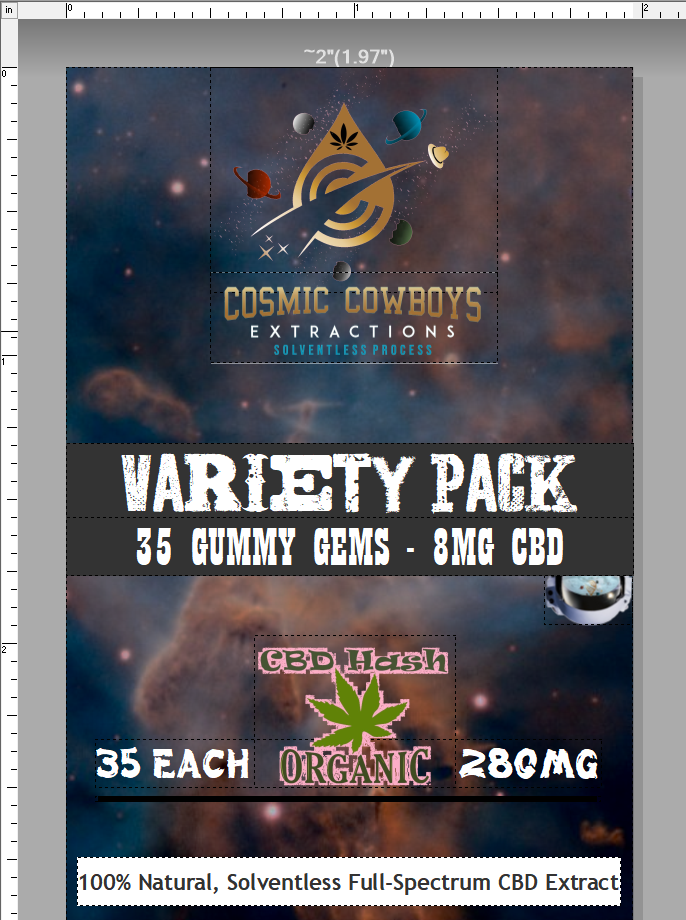 in
0
1
2
~2"(1.97")
0
COSMIC COWBOYS
EXTRACTIONS
SOLVENTLESS PROCESS
1
VARIETY PACK
35 GUMMY GEMS - 8MG CBD
2
CBD Hash
ORGANIC
35 EACH
280MG
100% Natural, Solventless Full-Spectrum CBD Extract